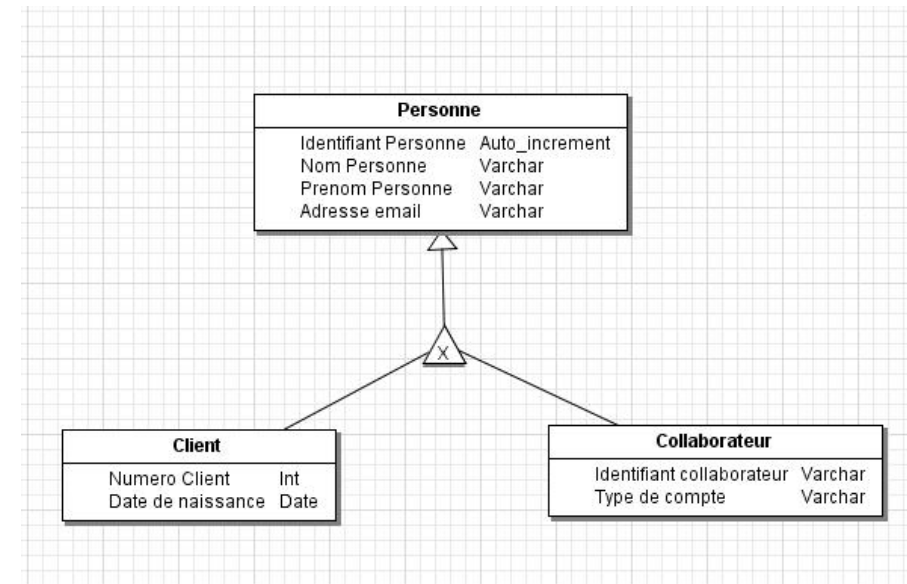 Personne
Identifiant Personne Auto_increment
Nom Personne Varchar
Prenom Personne Varchar
Adresse email Varchar
X
Client
Numero Client Int
Date de naissance Date
Collaborateur
Identifiant collaborateur Varchar
Type de compte Varchar